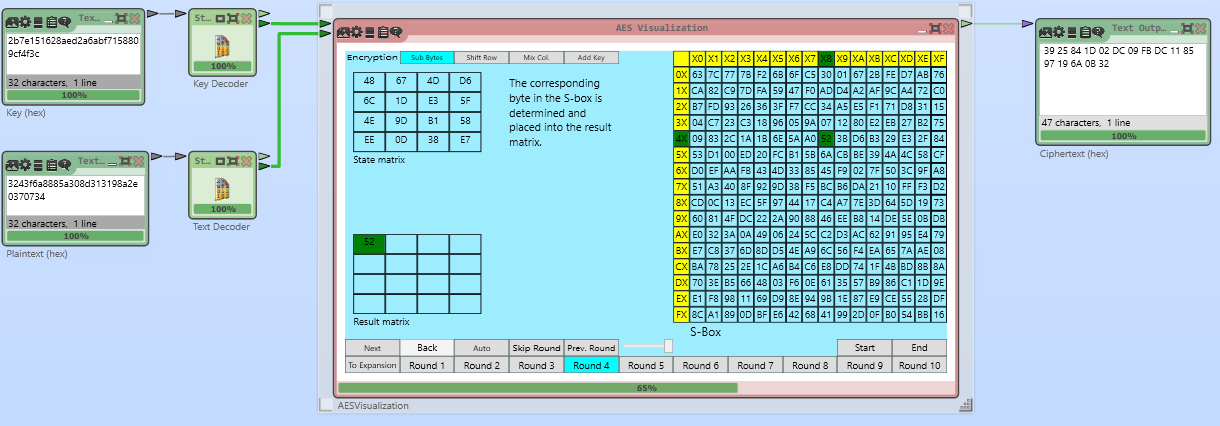 Tex...
2b7e151628aed2a6abf715880
9cf4f3c
32 characters, 1 line
100%
Key (hex)
St...
100%
Key Decoder
Tex...
3243f6a8885a308d313198a2e
0370734
32 characters, 1 line
100%
Plaintext (hex)
St...
100%
Text Decoder
AES Visualization
Encryption Sub Bytes Shift Row Mix Col. Add Key
48 67 4D D6
6C 1D E3 5F
4E 9D B1 58
EE 0D 38 E7
State matrix
The corresponding
byte in the S-box is
determined and
placed into the result
matrix.
52
Result matrix
X0 X1 X2 X3 X4 X5 X6 X7 X8 X9 XA XB XC XD XE XF
0X 63 7C 77 7B F2 6B 6F C5 30 01 67 2B FE D7 AB 76
1X CA 82 C9 7D FA 59 47 F0 AD D4 A2 AF 9C A4 72 C0
2X B7 FD 93 26 36 3F F7 CC 34 A5 E5 F1 71 D8 31 15
3X 04 C7 23 C3 18 96 05 9A 07 12 80 E2 EB 27 B2 75
4X 09 83 2C 1A 1B 6E 5A A0 52 3B D6 B3 29 E3 2F 84
5X 53 D1 00 ED 20 FC B1 5B 6A CB BE 39 4A 4C 58 CF
6X D0 EF AA FB 43 4D 33 85 45 F9 02 7F 50 3C 9F A8
7X 51 A3 40 8F 92 9D 38 F5 BC B6 DA 21 10 FF F3 D2
8X CD 0C 13 EC 5F 97 44 17 C4 A7 7E 3D 64 5D 19 73
9X 60 81 4F DC 22 2A 90 88 46 EE B8 14 DE 5E 0B DB
AX E0 32 3A 0A 49 06 24 5C C2 D3 AC 62 91 95 E4 79
BX E7 C8 37 6D 8D D5 4E A9 6C 56 F4 EA 65 7A AE 08
CX BA 78 25 2E 1C A6 B4 C6 E8 DD 74 1F 4B BD 8B 8A
DX 70 3E B5 66 48 03 F6 0E 61 35 57 B9 86 C1 1D 9E
EX E1 F8 98 11 69 D9 8E 94 9B 1E 87 E9 CE 55 28 DF
FX 8C A1 89 0D BF E6 42 68 41 99 2D 0F B0 54 BB 16
S-Box
Next Back Auto Skip Round Prev. Round Start End
To Expansion Round 1 Round 2 Round 3 Round 4 Round 5 Round 6 Round 7 Round 8 Round 9 Round 10
65%
AESVisualization
Text Outp...
39 25 84 1D 02 DC 09 FB DC 11 85
97 19 6A 0B 32
47 characters, 1 line
100%
Ciphertext (hex)